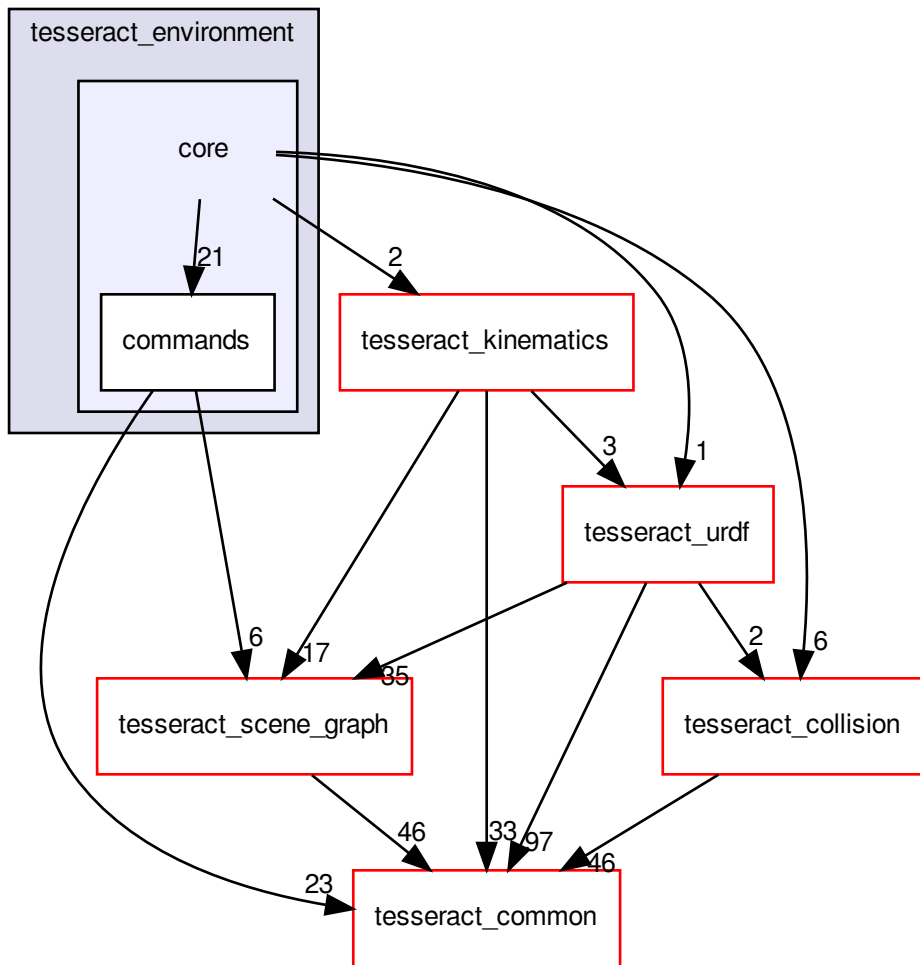 tesseract_environment
core
21
2
commands
tesseract_kinematics
3
1
tesseract_urdf
6
17
35
2
6
tesseract_scene_graph
tesseract_collision
46
33
97
46
23
tesseract_common